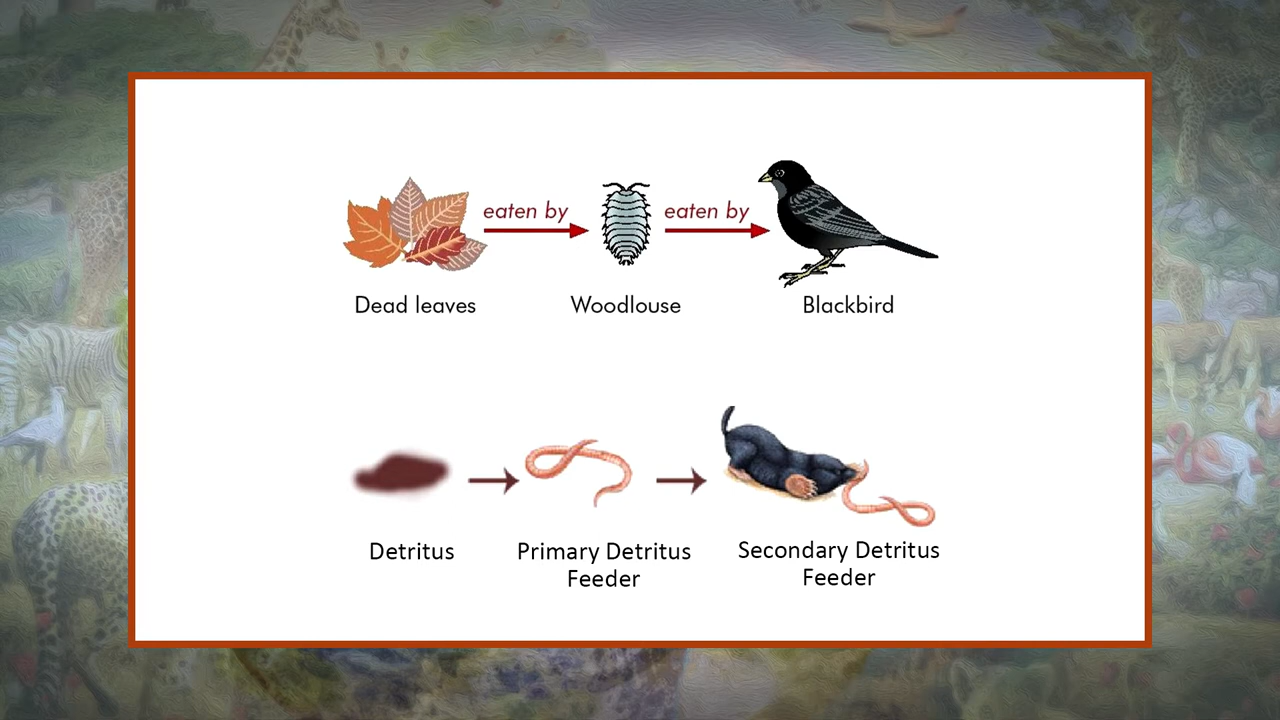 eaten by
eaten by
Dead leaves
Woodlouse
Blackbird
Detritus
Primary Detritus
Feeder
Secondary Detritus
Feeder